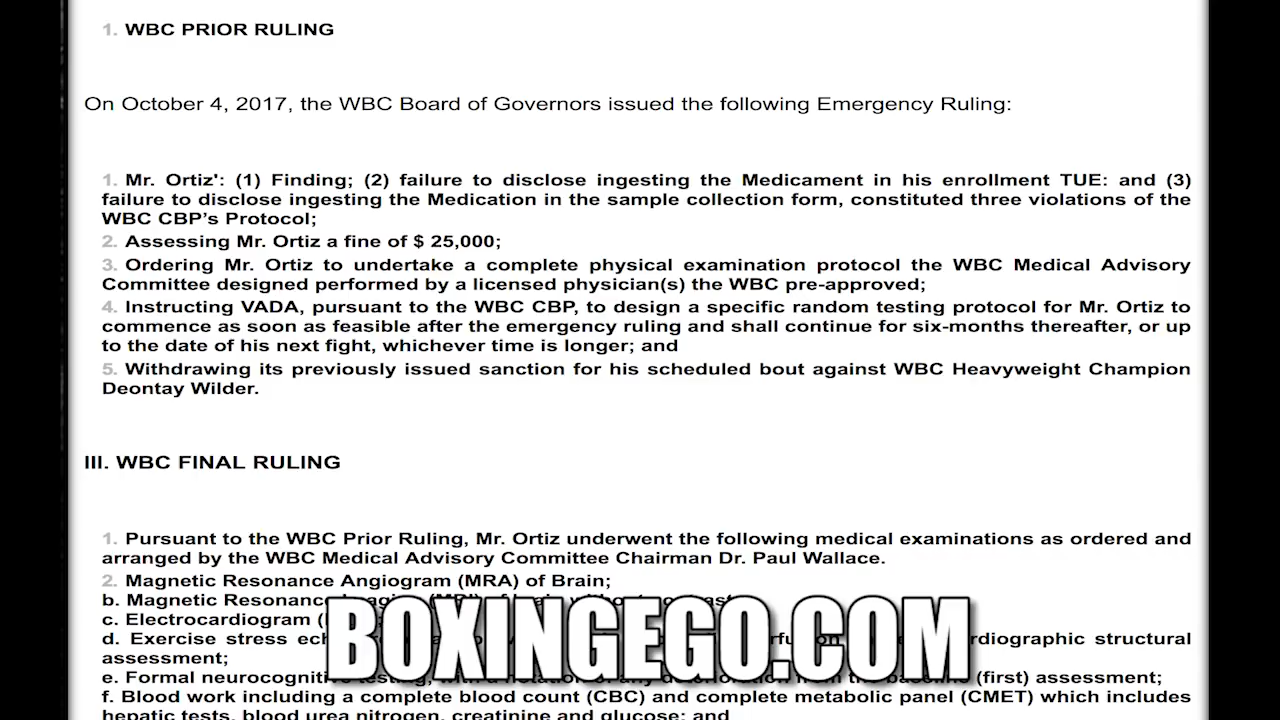 1. WBC PRIOR RULING
On October 4, 2017, the WBC Board of Governors issued the following Emergency Ruling:
1. Mr. Ortiz': (1) Finding; (2) failure to disclose ingesting the Medicament in his enrollment TUE: and (3)
failure to disclose ingesting the Medication in the sample collection form, constituted three violations of the
WBC CBP's Protocol;
2. Assessing Mr. Ortiz a fine of $ 25,000;
3. Ordering Mr. Ortiz to undertake a complete physical examination protocol the WBC Medical Advisory
Committee designed performed by a licensed physician(s) the WBC pre-approved;
4. Instructing VADA, pursuant to the WBC CBP, to design a specific random testing protocol for Mr. Ortiz to
commence as soon as feasible after the emergency ruling and shall continue for six-months thereafter, or up
to the date of his next fight, whichever time is longer; and
5. Withdrawing its previously issued sanction for his scheduled bout against WBC Heavyweight Champion
Deontay Wilder.
III. WBC FINAL RULING
1. Pursuant to the WBC Prior Ruling, Mr. Ortiz underwent the following medical examinations as ordered and
arranged by the WBC Medical Advisory Committee Chairman Dr. Paul Wallace.
2. Magnetic Resonance Angiogram (MRA) of Brain;
b. Magnetic Resonance
c. Electrocardiogram
d. Exercise stress structural
assessment;
e. Formal neurocognitive (first) assessment;
f. Blood work including a complete blood count (CBC) and complete metabolic panel (CMET) which includes
hepatic tests, blood urea nitrogen, creatinine and glucose; and
BOXINGEGO.COM